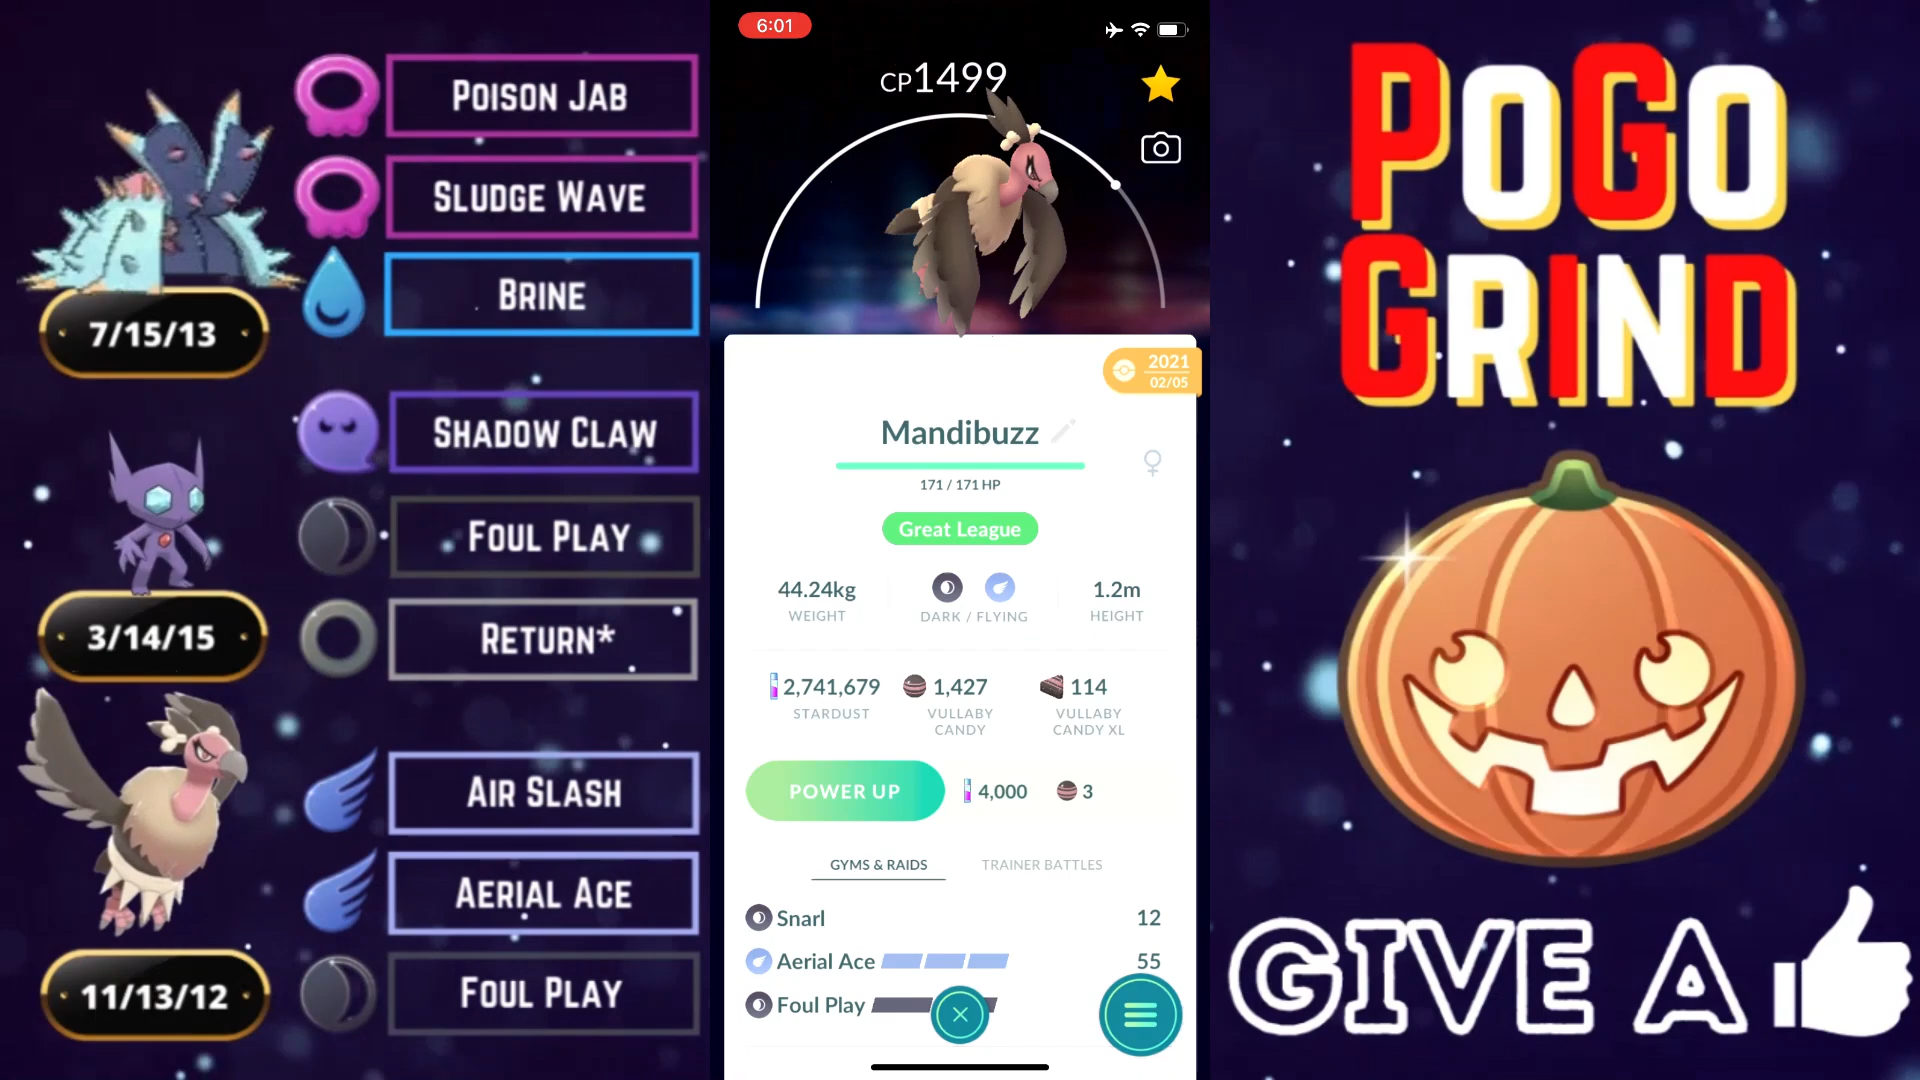 POISON JAB
SLUDGE WAVE
BRINE
7/15/13
SHADOW CLAW
FOUL PLAY
RETURN*
3/14/15
AIR SLASH
AERIAL ACE
FOUL PLAY
11/13/12
6:01
CP1499
2021
02/05
Mandibuzz
171 / 171 HP
Great League
44.24kg
WEIGHT
DARK / FLYING
1.2m
HEIGHT
2,741,679
STARDUST
1,427
VULLABY
CANDY
114
VULLABY
CANDY XL
POWER UP
4,000
3
GYMS & RAIDS
TRAINER BATTLES
Snarl
12
Aerial Ace
55
Foul Play
POGO
GRIND
GIVE A